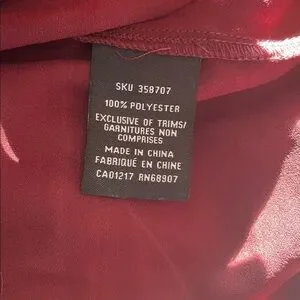 SKU 358707
100% POLYESTER
EXCLUSIVE OF TRIMS/
GARNITURES NON
COMPRISES
MADE IN CHINA
FABRIQUÉ EN CHINE
CA01217 RN68907